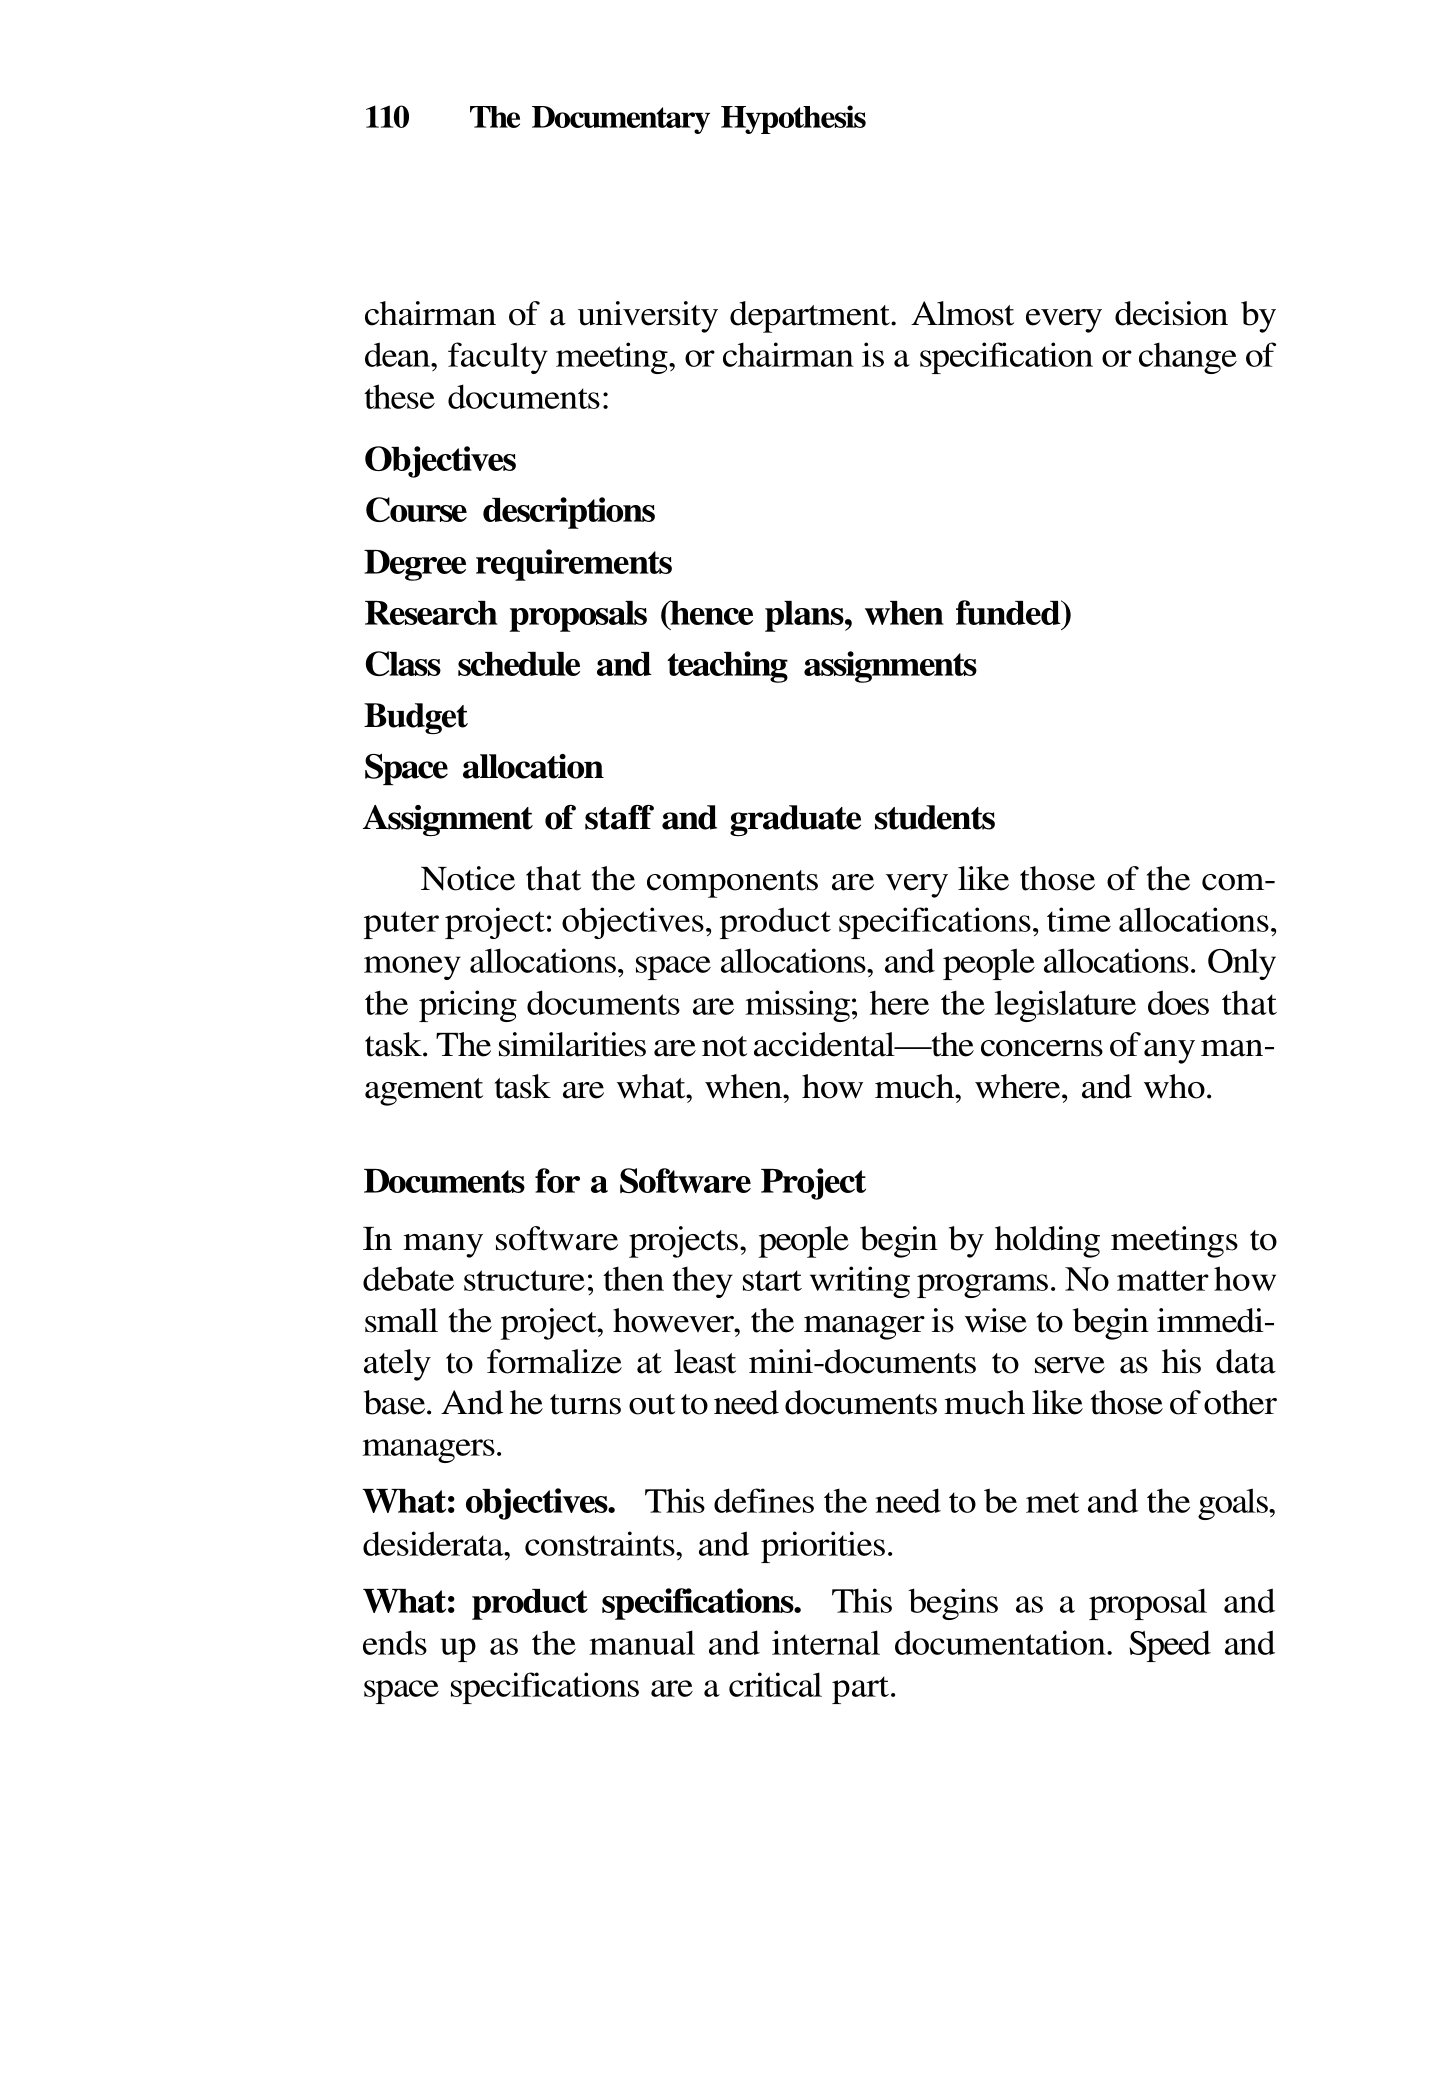 110 The Documentary Hypothesis
chairman of a university department. Almost every decision by
dean, faculty meeting, or chairman is a specification or change of
these documents:
Objectives
Course descriptions
Degree requirements
Research proposals (hence plans, when funded)
Class schedule and teaching assignments
Budget
Space allocation
Assignment of staff and graduate students
Notice that the components are very like those of the com-
puter project: objectives, product specifications, time allocations,
money allocations, space allocations, and people allocations. Only
the pricing documents are missing; here the legislature does that
task. The similarities are not accidental—the concerns of any man-
agement task are what, when, how much, where, and who.
Documents for a Software Project
In many software projects, people begin by holding meetings to
debate structure; then they start writing programs. No matter how
small the project, however, the manager is wise to begin immedi-
ately to formalize at least mini-documents to serve as his data
base. And he turns out to need documents much like those of other
managers.
What: objectives. This defines the need to be met and the goals,
desiderata, constraints, and priorities.
What: product specifications. This begins as a proposal and
ends up as the manual and internal documentation. Speed and
space specifications are a critical part.